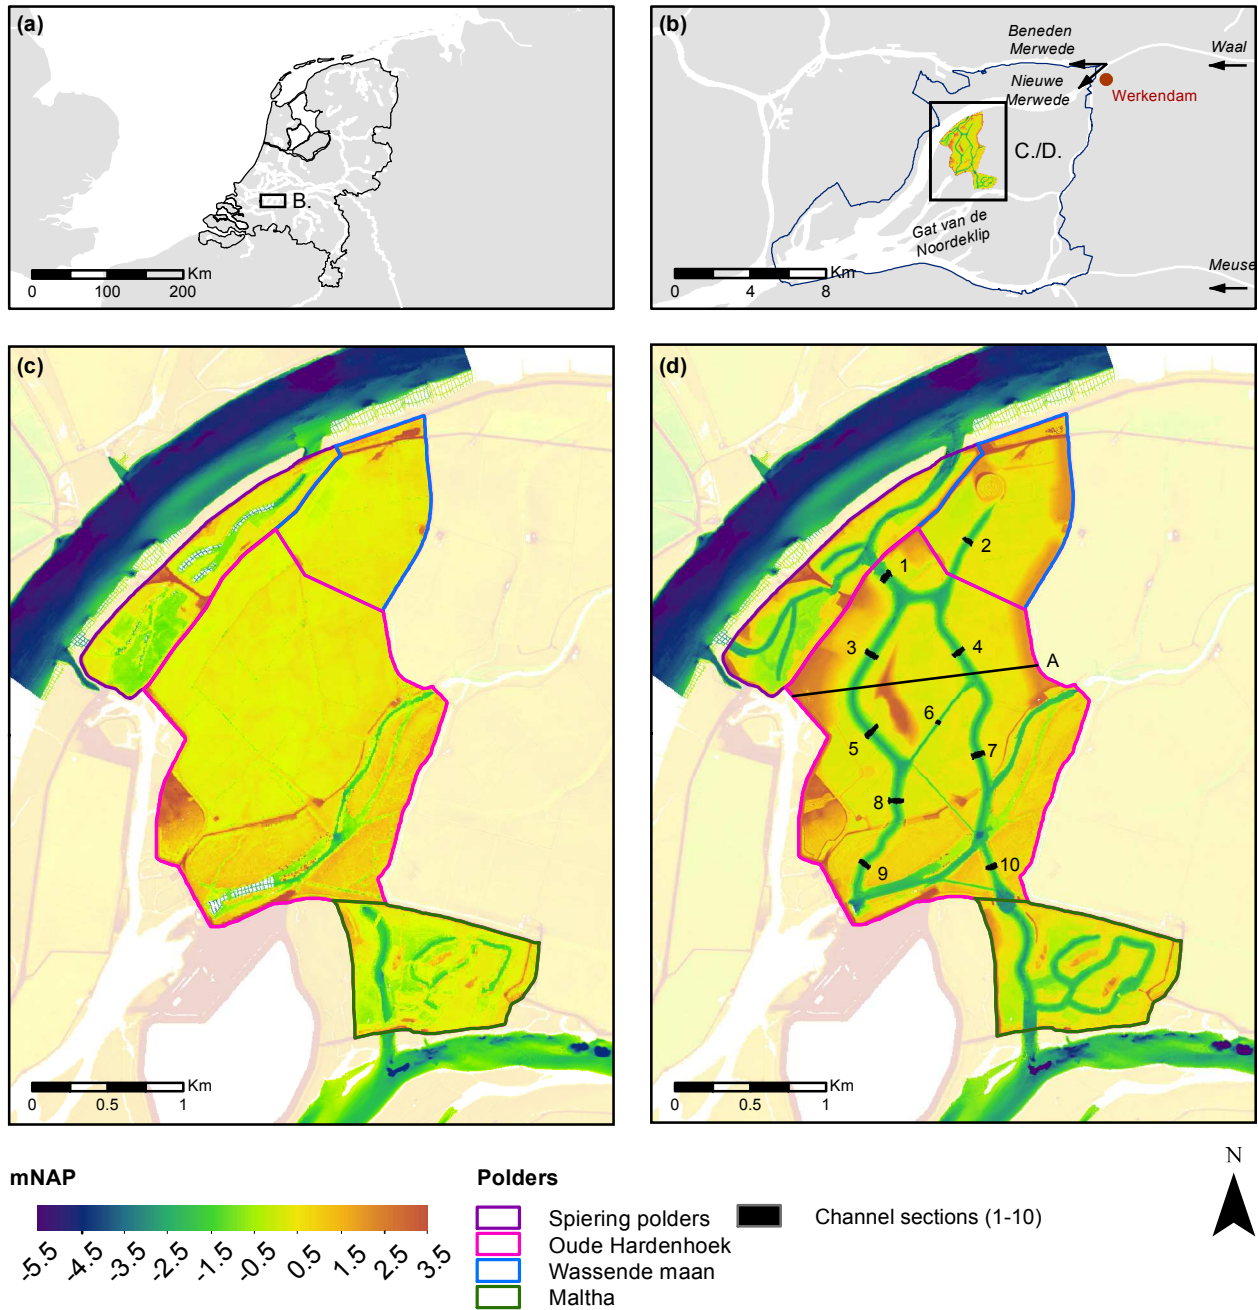 (a)
B.
Km
0 100 200
(b)
Beneden
Merwede
Waal
Nieuwe
Merwede
Werkendam
C./D.
Gat van de
Noordeklip
Km
0 4 8
Meuse
(c)
Km
0 0.5 1
(d)
1
2
3
4
A
5
6
7
8
9
10
Km
0 0.5 1
mNAP
-5.5 -4.5 -3.5 -2.5 -1.5 -0.5 0.5 1.5 2.5 3.5
Polders
Spiering polders
Oude Hardenhoek
Wassende maan
Maltha
Channel sections (1-10)
N